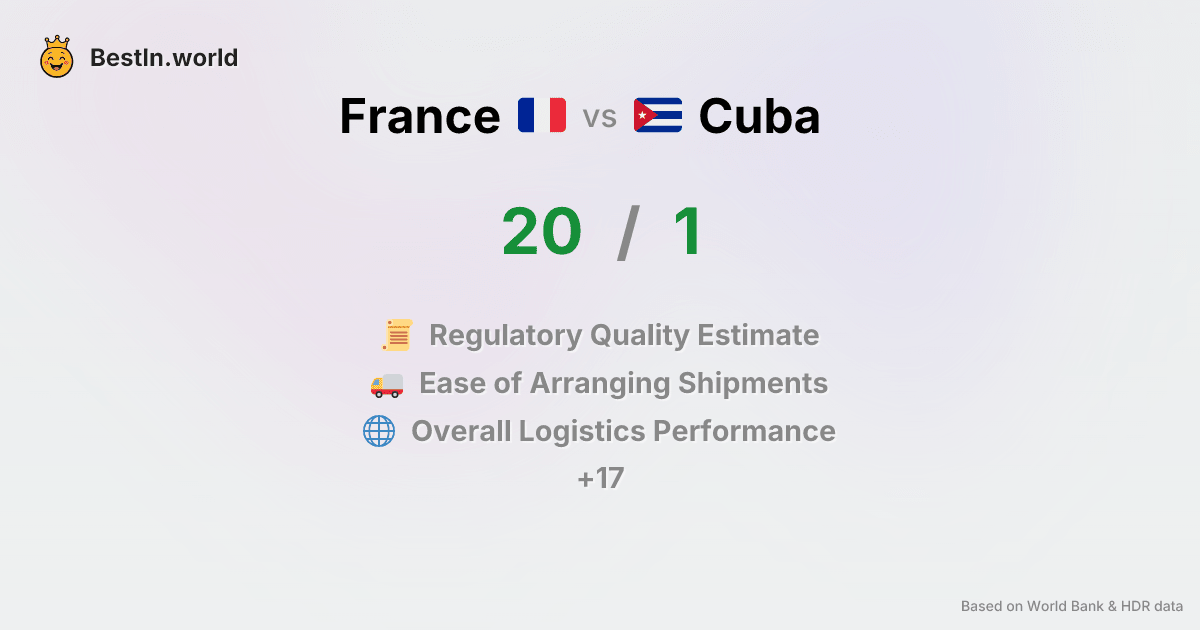 BestIn.world
France vs Cuba
20 / 1
Regulatory Quality Estimate
Ease of Arranging Shipments
Overall Logistics Performance
+17
Based on World Bank & HDR data